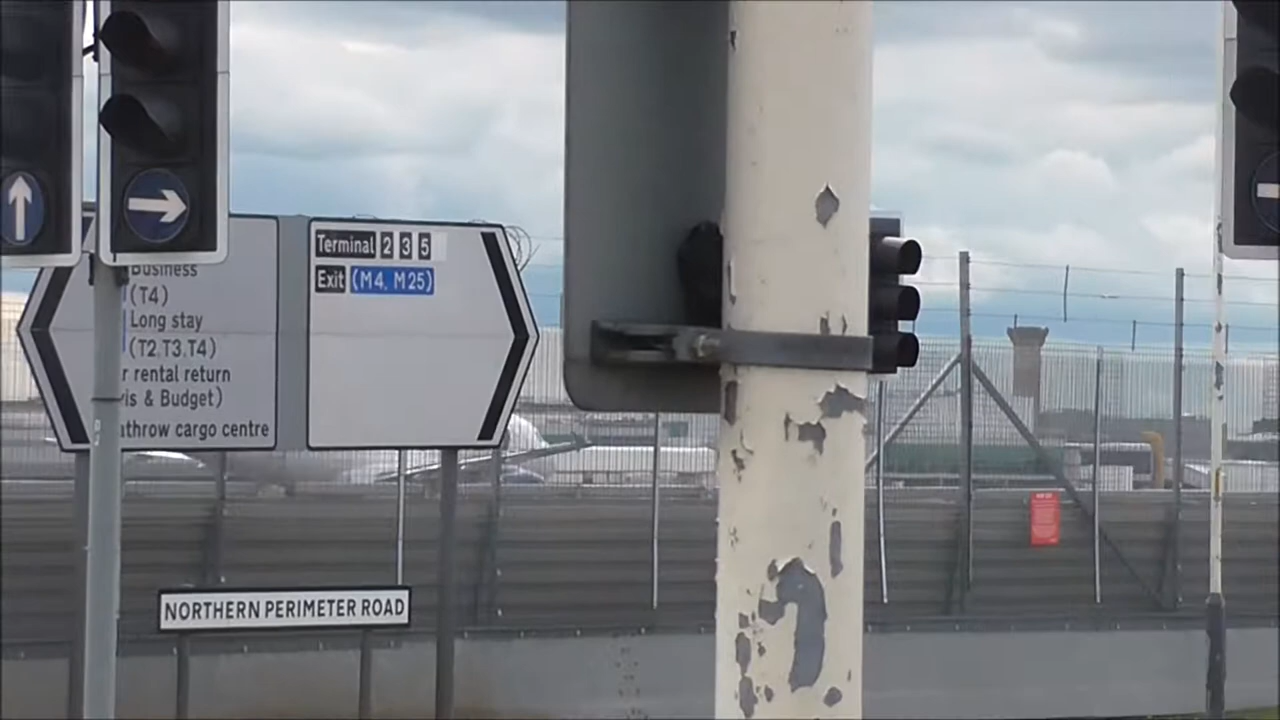 Business
(T4)
Long stay
(T2,T3,T4)
r rental return
is & Budget)
athrow cargo centre
Terminal 2 3 5
Exit (M4, M25)
NORTHERN PERIMETER ROAD